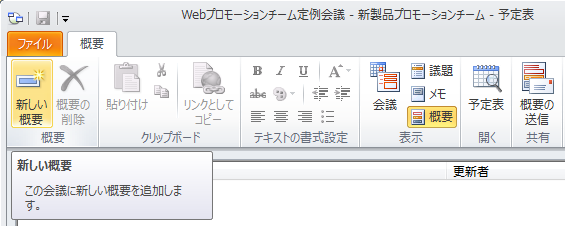 Webプロモーションチーム定例会議 - 新製品プロモーションチーム - 予定表
ファイル 概要
新しい概要
概要の削除
概要
貼り付け
リンクとしてコピー
クリップボード
B I U A
abc
テキストの書式設定
会議
議題
メモ
概要
表示
予定表
開く
概要の送信
共有
新しい概要
この会議に新しい概要を追加しま
す。
更新者